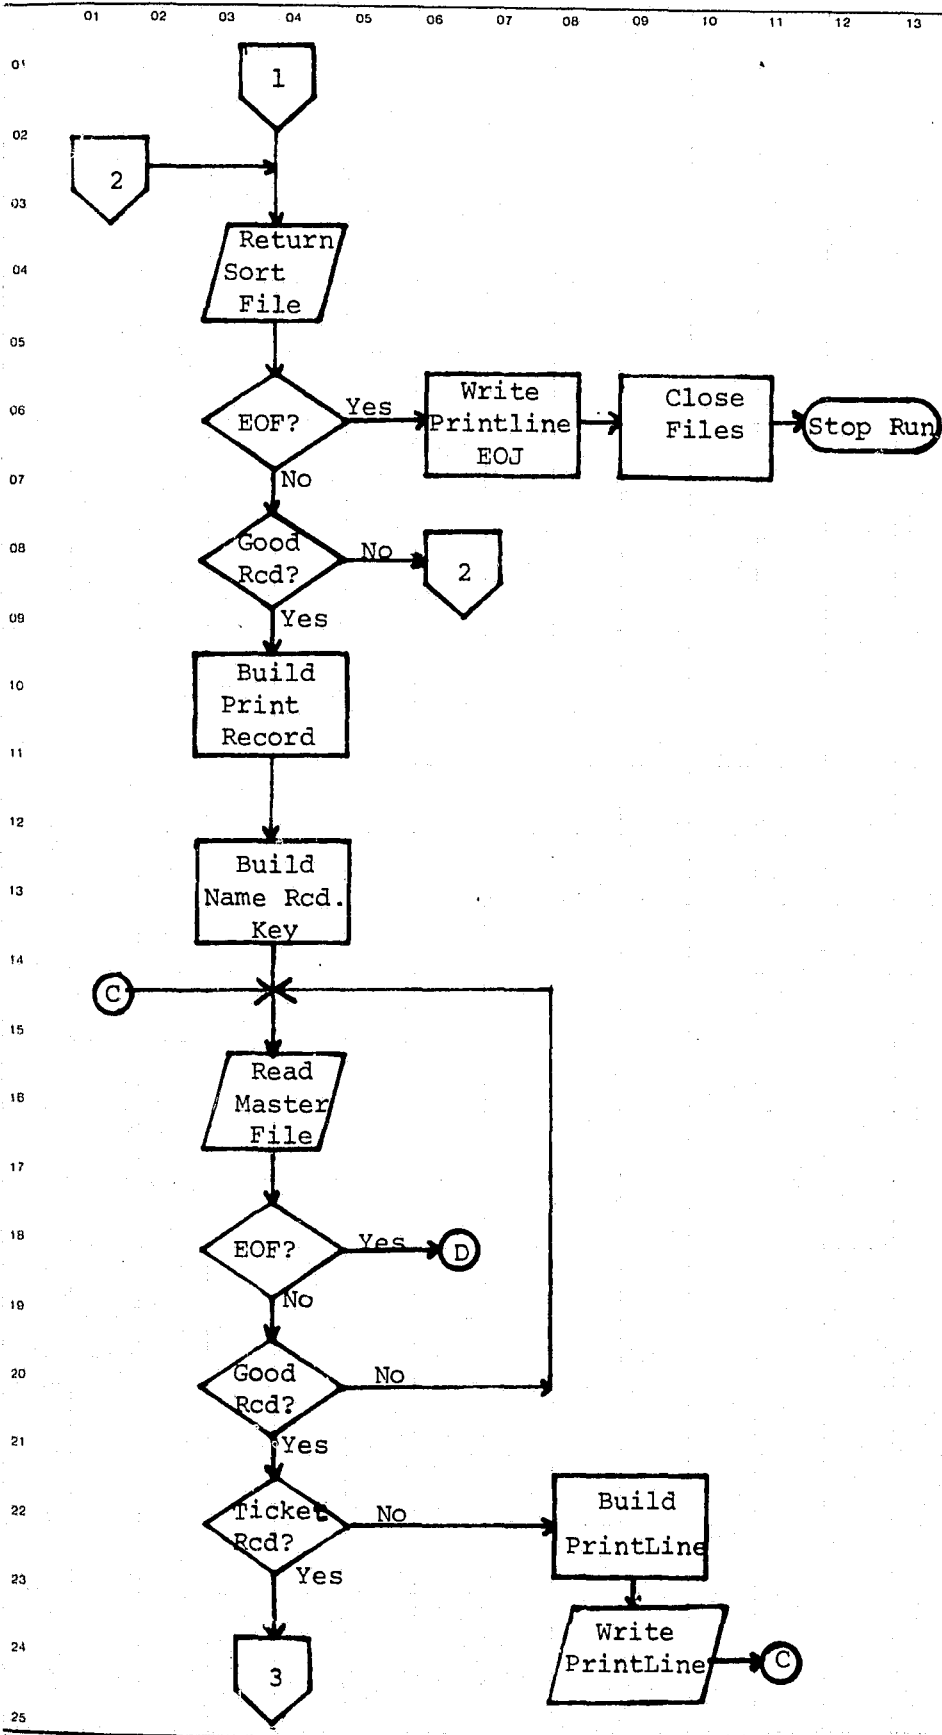 01 02 03 04 05 06 07 08 09 10 11 12 13
01
1
02
2
03
Return
04
Sort
File
05
06
EOF?
Yes
Write
Printline
EOJ
Close
Files
Stop Run
07
No
08
Good
Rcd?
No
2
09
Yes
10
Build
Print
Record
11
12
Build
13
Name Rcd.
Key
14
C
15
Read
16
Master
File
17
18
EOF?
Yes
D
19
No
20
Good
Rcd?
No
21
Yes
22
Ticket
Rcd?
No
Build
PrintLine
23
Yes
24
Write
PrintLine
C
3
25